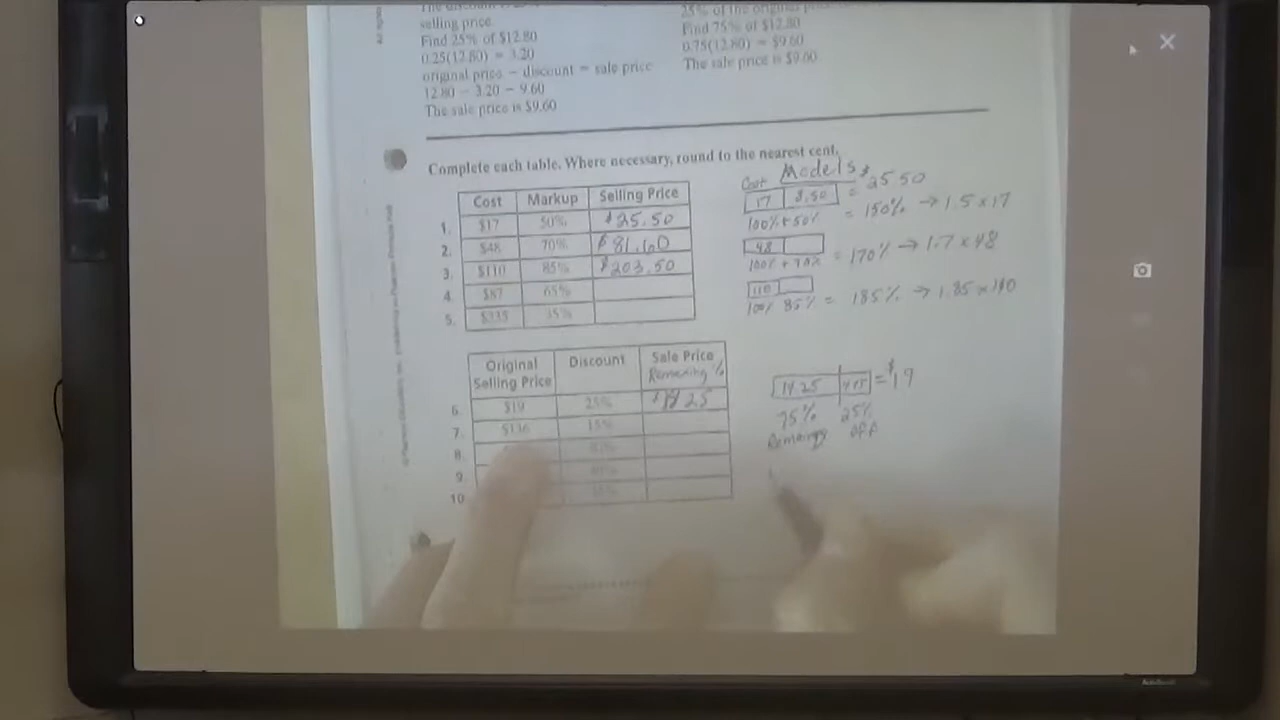 selling price.
Find 25% of $12.80
0.25(12.80) = 3.20
original price − discount = sale price
12.80 − 3.20 − 9.60
The sale price is $9.60
25% of the original
Find 75% of $12.80
0.75(12.80) = $9.60
The sale price is $9.60.
Complete each table. Where necessary, round to the nearest cent.
Cost Markup Selling Price
1. $17 50% $25.50
2. $48 70% $81.60
3. $110 85% $203.50
4. $87 65%
5. $235 35%
Models
Cost
17 8.50 = $25.50
100% + 50% = 150% → 1.5 x 17
48
100% + 70% = 170% → 1.7 x 48
110
100% 85% = 185% → 1.85 x 110
Original Selling Price Discount Sale Price
Remaining %
6. $19 25%
7. $136 15%
8.
9.
10
14 25 = $19
75% 25%
Remaining off